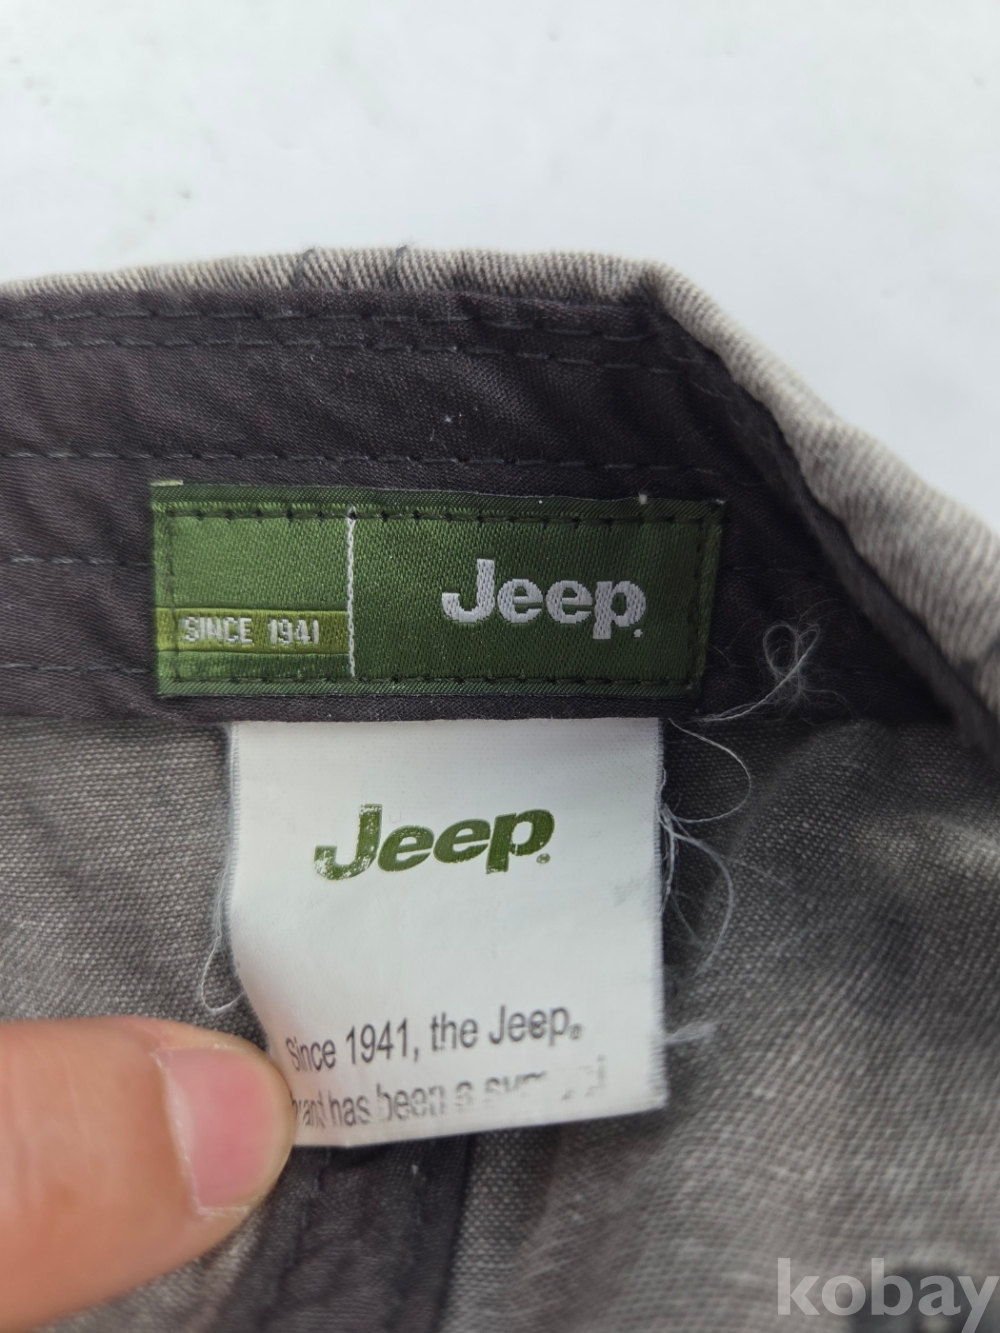 SINCE 1941
Jeep.
Jeep.
Since 1941, the Jeep®
brand has been a
kobay